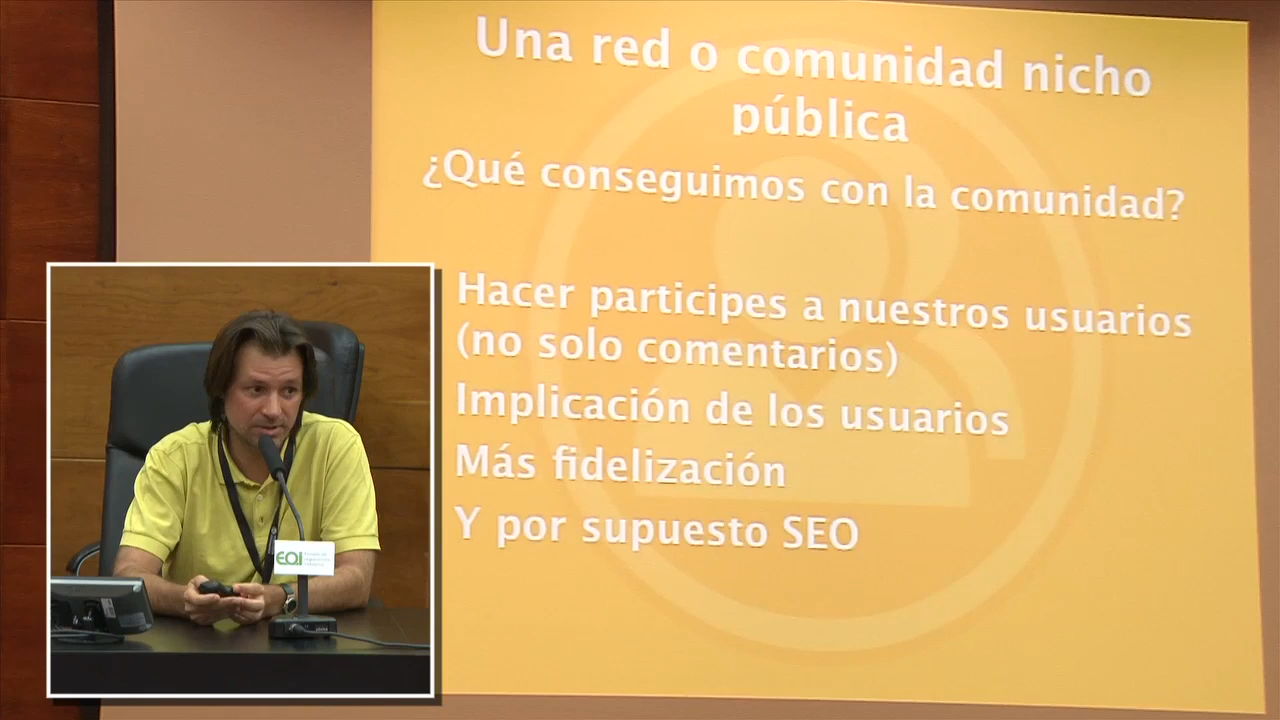 Una red o comunidad nicho
pública
¿Qué conseguimos con la comunidad?
Hacer participes a nuestros usuarios
(no solo comentarios)
Implicación de los usuarios
Más fidelización
Y por supuesto SEO
EOI